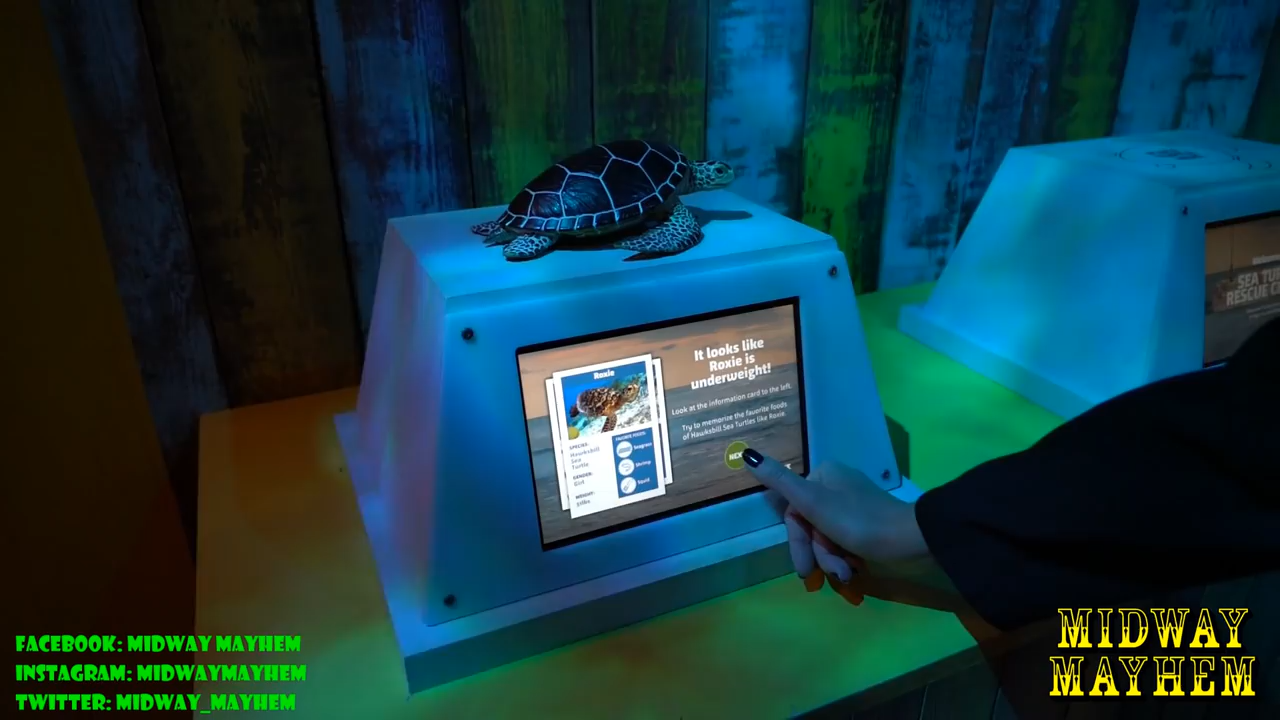 Roxie
SPECIES:
Hawksbill
Sea
Turtle
GENDER:
Girl
WEIGHT:
FAVORITE FOODS
Seagrass
Shrimp
Squid
It looks like
Roxie is
underweight!
Look at the information card to the left.
Try to memorize the favorite foods
of Hawksbill Sea Turtles like Roxie.
SEA
RESCUE
FACEBOOK: MIDWAY MAYHEM
INSTAGRAM: MIDWAYMAYHEM
TWITTER: MIDWAY_MAYHEM
MIDWAY
MAYHEM